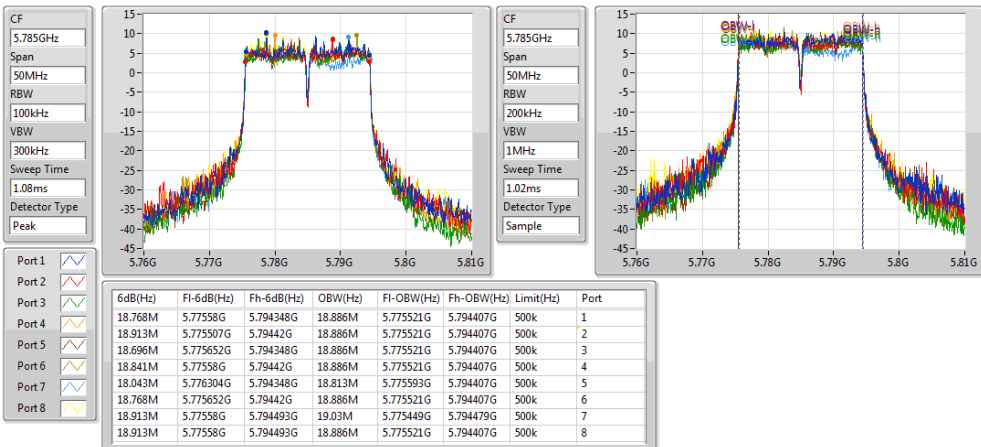 CF
5.785GHz
Span
50MHz
RBW
100kHz
VBW
300kHz
Sweep Time
1.08ms
Detector Type
Peak
15
10
5
0
-5
-10
-15
-20
-25
-30
-35
-40
-45
5.76G 5.77G 5.78G 5.79G 5.8G 5.81G
CF
5.785GHz
Span
50MHz
RBW
200kHz
VBW
1MHz
Sweep Time
1.02ms
Detector Type
Sample
15
10
5
0
-5
-10
-15
-20
-25
-30
-35
-40
-45
OBW-l OBW-h
5.76G 5.77G 5.78G 5.79G 5.8G 5.81G
Port 1
Port 2
Port 3
Port 4
Port 5
Port 6
Port 7
Port 8
6dB(Hz) Fl-6dB(Hz) Fh-6dB(Hz) OBW(Hz) Fl-OBW(Hz) Fh-OBW(Hz) Limit(Hz) Port
18.768M 5.77558G 5.794348G 18.886M 5.775521G 5.794407G 500k 1
18.913M 5.775507G 5.79442G 18.886M 5.775521G 5.794407G 500k 2
18.696M 5.775652G 5.794348G 18.886M 5.775521G 5.794407G 500k 3
18.841M 5.77558G 5.79442G 18.886M 5.775521G 5.794407G 500k 4
18.043M 5.776304G 5.794348G 18.813M 5.775593G 5.794407G 500k 5
18.768M 5.775652G 5.79442G 18.886M 5.775521G 5.794407G 500k 6
18.913M 5.77558G 5.794493G 19.03M 5.775449G 5.794479G 500k 7
18.913M 5.77558G 5.794493G 18.886M 5.775521G 5.794407G 500k 8